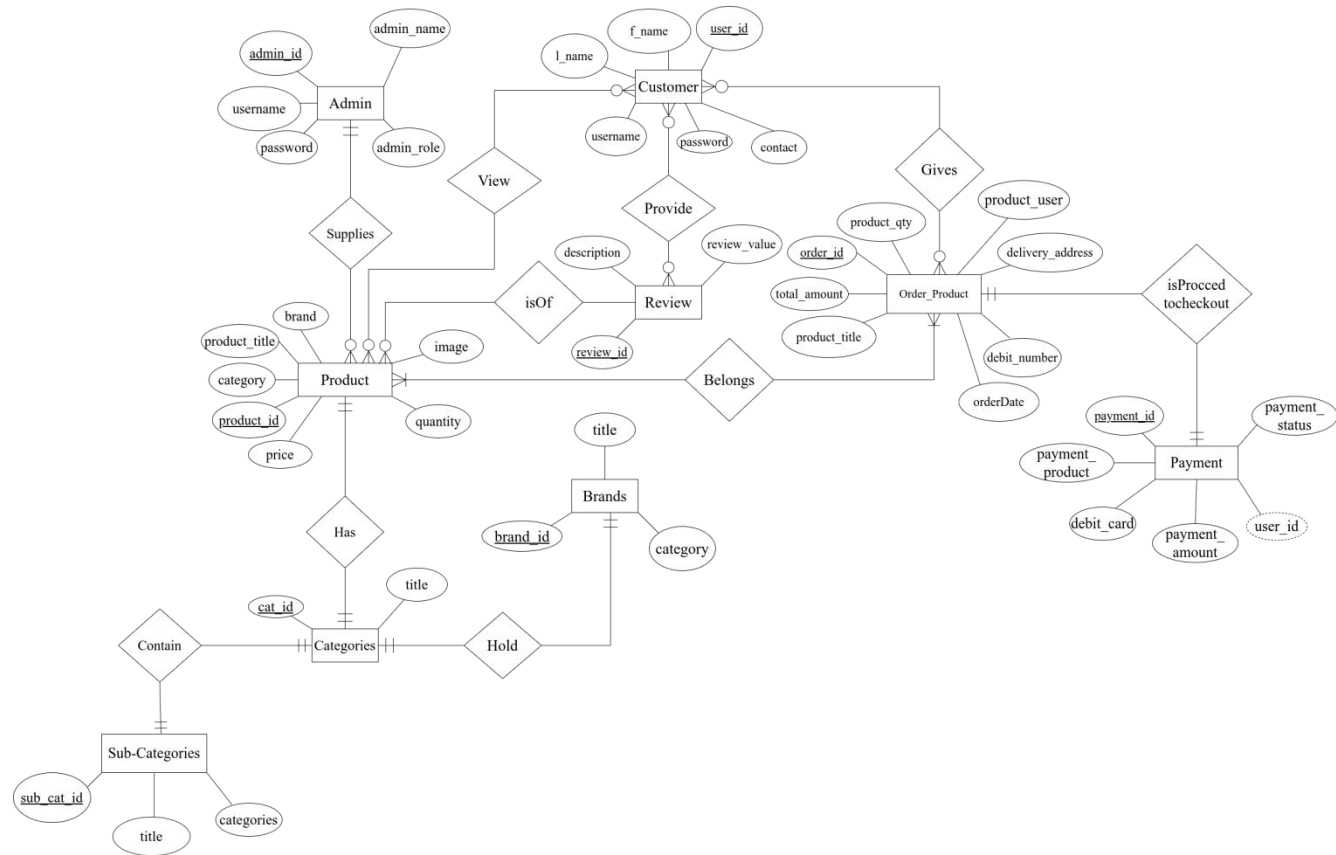 admin_name
admin_id
Admin
username
password
admin_role
f_name
user_id
l_name
Customer
username
password
contact
View
Supplies
Provide
Gives
product_user
product_qty
order_id
delivery_address
total_amount
Order_Product
product_title
debit_number
orderDate
description
review_value
isOf
Review
review_id
isProcced
tocheckout
brand
product_title
image
category
Product
product_id
quantity
price
Belongs
payment_id
payment_
status
payment_
product
Payment
debit_card
payment_
amount
user_id
title
Brands
brand_id
category
Has
cat_id
title
Contain
Categories
Hold
Sub-Categories
sub_cat_id
title
categories